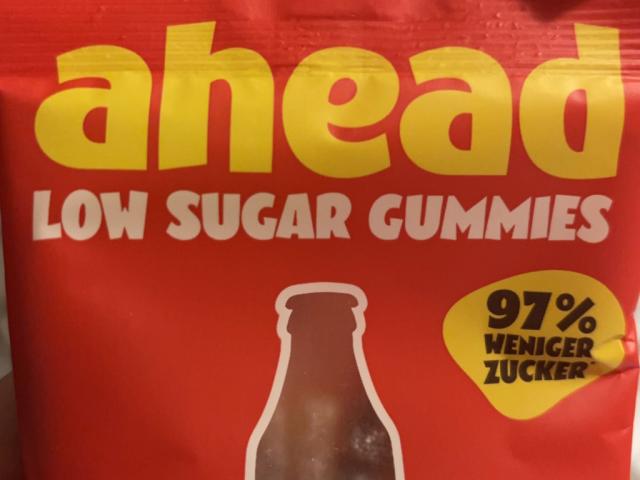 ahead
LOW SUGAR GUMMIES
97%
WENIGER
ZUCKER*